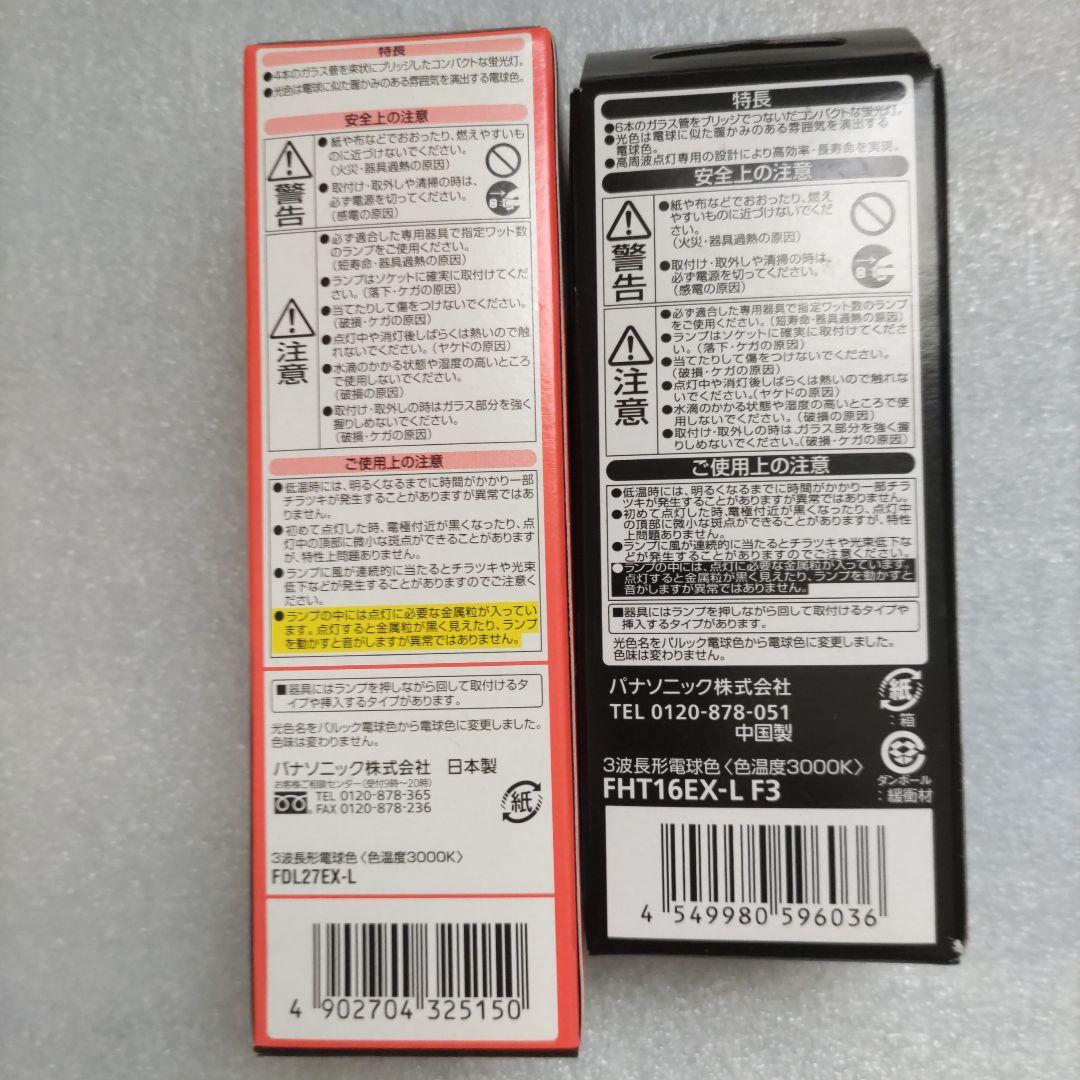 特長
●4本のガラス管を束状にブリッジしたコンパクトな蛍光灯。
●光色は電球に似た暖かみのある雰囲気を演出する電球色。
安全上の注意
警告
●紙や布などでおおったり、燃えやすいも
のに近づけないでください。
(火災・器具過熱の原因)
●取付け・取外しや清掃の時は、
必ず電源を切ってください。
(感電の原因)
注意
●必ず適合した専用器具で指定ワット数
のランプをご使用ください。
(短寿命・器具過熱の原因)
●ランプはソケットに確実に取付けてくだ
さい。(落下・ケガの原因)
●当てたりして傷をつけないでください。
(破損・ケガの原因)
●点灯中や消灯後しばらくは熱いので触
れないでください。(ヤケドの原因)
●水滴のかかる状態や湿度の高いところ
で使用しないでください。
(破損の原因)
●取付け・取外しの時はガラス部分を強く
握りしめないでください。
(破損・ケガの原因)
ご使用上の注意
●低温時には、明るくなるまでに時間がかかり一部
チラツキが発生することがありますが異常ではあ
りません。
●初めて点灯した時、電極付近が黒くなったり、点
灯中の頂部に微小な斑点ができることがあります
が、特性上問題ありません。
●ランプに風が連続的に当たるとチラツキや光束
低下などが発生することがありますのでご注意く
ださい。
●ランプの中には点灯に必要な金属粒が入ってい
ます。点灯すると金属粒が黒く見えたり、ランプ
を動かすと音がしますが異常ではありません。
■器具にはランプを押しながら回して取付けるタ
イプや挿入するタイプがあります。
光色名をパルック電球色から電球色に変更しました。
色味は変わりません。
パナソニック株式会社 日本製
お客様ご相談センター(受付9時〜20時)
TEL 0120-878-365
FAX 0120-878-236
紙
3波長形電球色〈色温度3000K〉
FDL27EX-L
4 902704 325150
特長
●6本のガラス管をブリッジでつないだコンパクトな蛍光灯。
●光色は電球に似た暖かみのある雰囲気を演出する
電球色。
●高周波点灯専用の設計により高効率・長寿命を実現。
安全上の注意
警告
●紙や布などでおおったり、燃え
やすいものに近づけないでくだ
さい。
(火災・器具過熱の原因)
●取付け・取外しや清掃の時は、
必ず電源を切ってください。
(感電の原因)
注意
●必ず適合した専用器具で指定ワット数のランプ
をご使用ください。(短寿命・器具過熱の原因)
●ランプはソケットに確実に取付けてくださ
い。(落下・ケガの原因)
●当てたりして傷をつけないでください。
(破損・ケガの原因)
●点灯中や消灯後しばらくは熱いので触れな
いでください。(ヤケドの原因)
●水滴のかかる状態や湿度の高いところで使
用しないでください。(破損の原因)
●取付け・取外しの時は、ガラス部分を強く握
りしめないでください。(破損・ケガの原因)
ご使用上の注意
●低温時には、明るくなるまでに時間がかかり一部チラ
ツキが発生することがありますが異常ではありません。
●初めて点灯した時、電極付近が黒くなったり、点灯中
の頂部に微小な斑点ができることがありますが、特性
上問題ありません。
●ランプに風が連続的に当たるとチラツキや光束低下な
どが発生することがありますのでご注意ください。
●ランプの中には、点灯に必要な金属粒が入っています。
点灯すると金属粒が黒く見えたり、ランプを動かすと
音がしますが異常ではありません。
■器具にはランプを押しながら回して取付けるタイプや
挿入するタイプがあります。
光色名をパルック電球色から電球色に変更しました。
色味は変わりません。
パナソニック株式会社
TEL 0120-878-051
中国製
紙
:箱
ダンボール
:緩衝材
3波長形電球色〈色温度3000K〉
FHT16EX-L F3
4 549980 596036